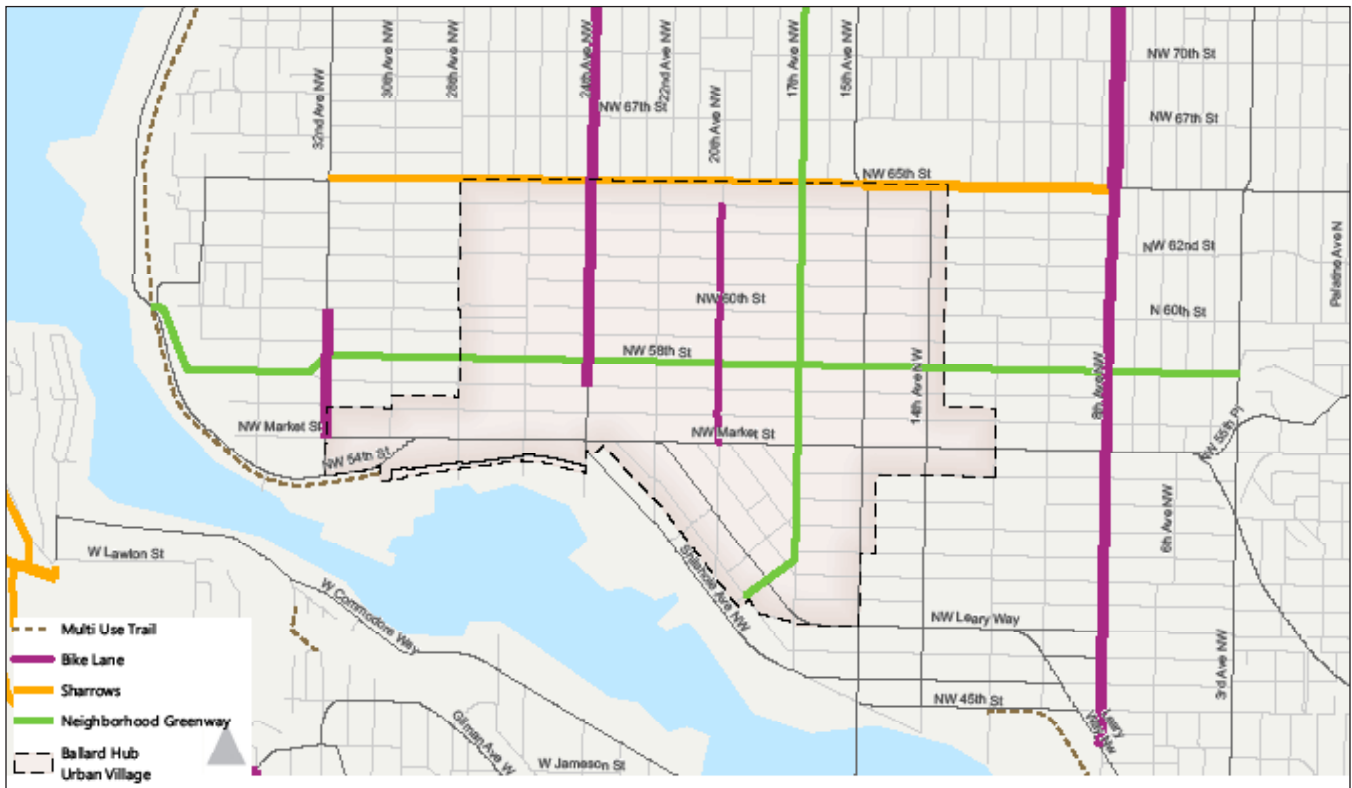 32nd Ave NW
30th Ave NW
28th Ave NW
24th Ave NW
22nd Ave NW
20th Ave NW
17th Ave NW
15th Ave NW
NW 70th St
NW 67th St
NW 67th St
NW 65th St
NW 62nd St
Palatine Ave N
NW 60th St
N 60th St
NW 58th St
14th Ave NW
8th Ave NW
NW Market St
NW Market St
NW 55th Pl
NW 54th St
6th Ave NW
W Lawton St
Shilshole Ave NW
W Commodore Way
NW Leary Way
3rd Ave NW
NW 45th St
Leary
Way NW
Gilman Ave W
W Jameson St
Multi Use Trail
Bike Lane
Sharrows
Neighborhood Greenway
Ballard Hub
Urban Village